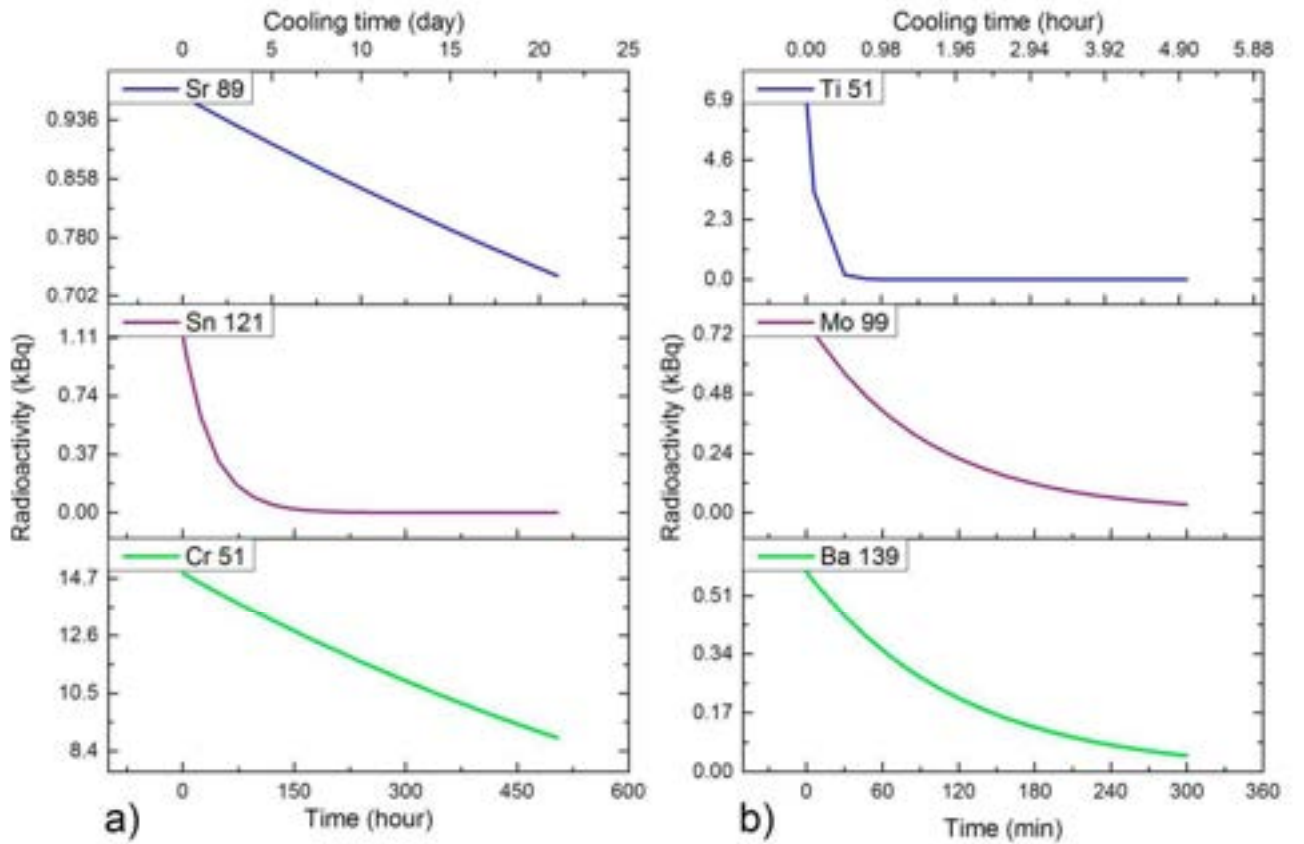 Cooling time (day)
0 5 10 15 20 25
Sr 89
0.936
0.858
0.780
0.702
Sn 121
1.11
0.74
0.37
0.00
Cr 51
14.7
12.6
10.5
8.4
Radioactivity (kBq)
0 150 300 450 600
a)
Time (hour)
Cooling time (hour)
0.00 0.98 1.96 2.94 3.92 4.90 5.88
Ti 51
6.9
4.6
2.3
0.0
Mo 99
0.72
0.48
0.24
0.00
Ba 139
0.51
0.34
0.17
0.00
Radioactivity (kBq)
0 60 120 180 240 300 360
b)
Time (min)